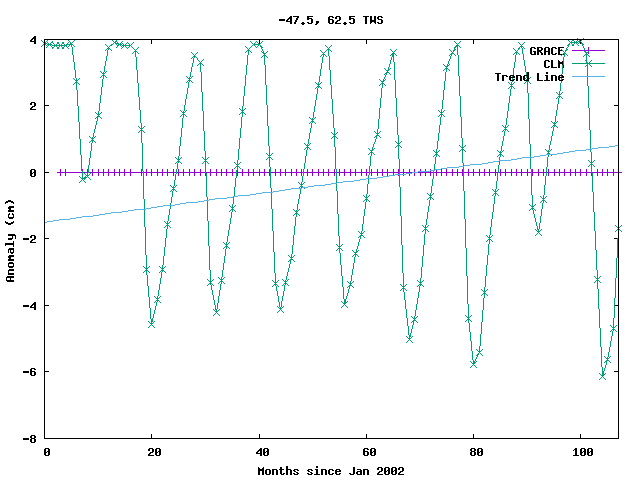 -47.5, 62.5 TWS
GRACE
CLM
Trend Line
4
2
0
-2
-4
-6
-8
Anomaly (cm)
0 20 40 60 80 100
Months since Jan 2002